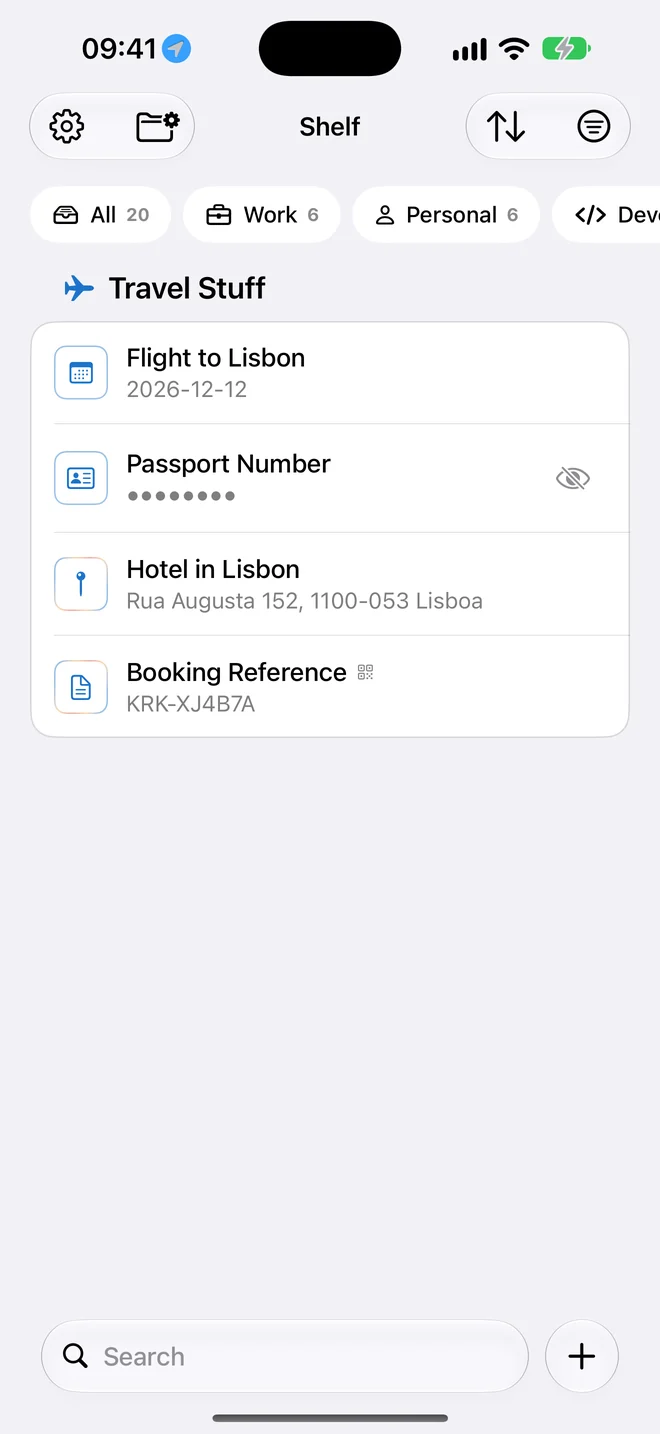 09:41
Shelf
All 20
Work 6
Personal 6
Dev
Travel Stuff
Flight to Lisbon
2026-12-12
Passport Number
••••••••
Hotel in Lisbon
Rua Augusta 152, 1100-053 Lisboa
Booking Reference
KRK-XJ4B7A
Search